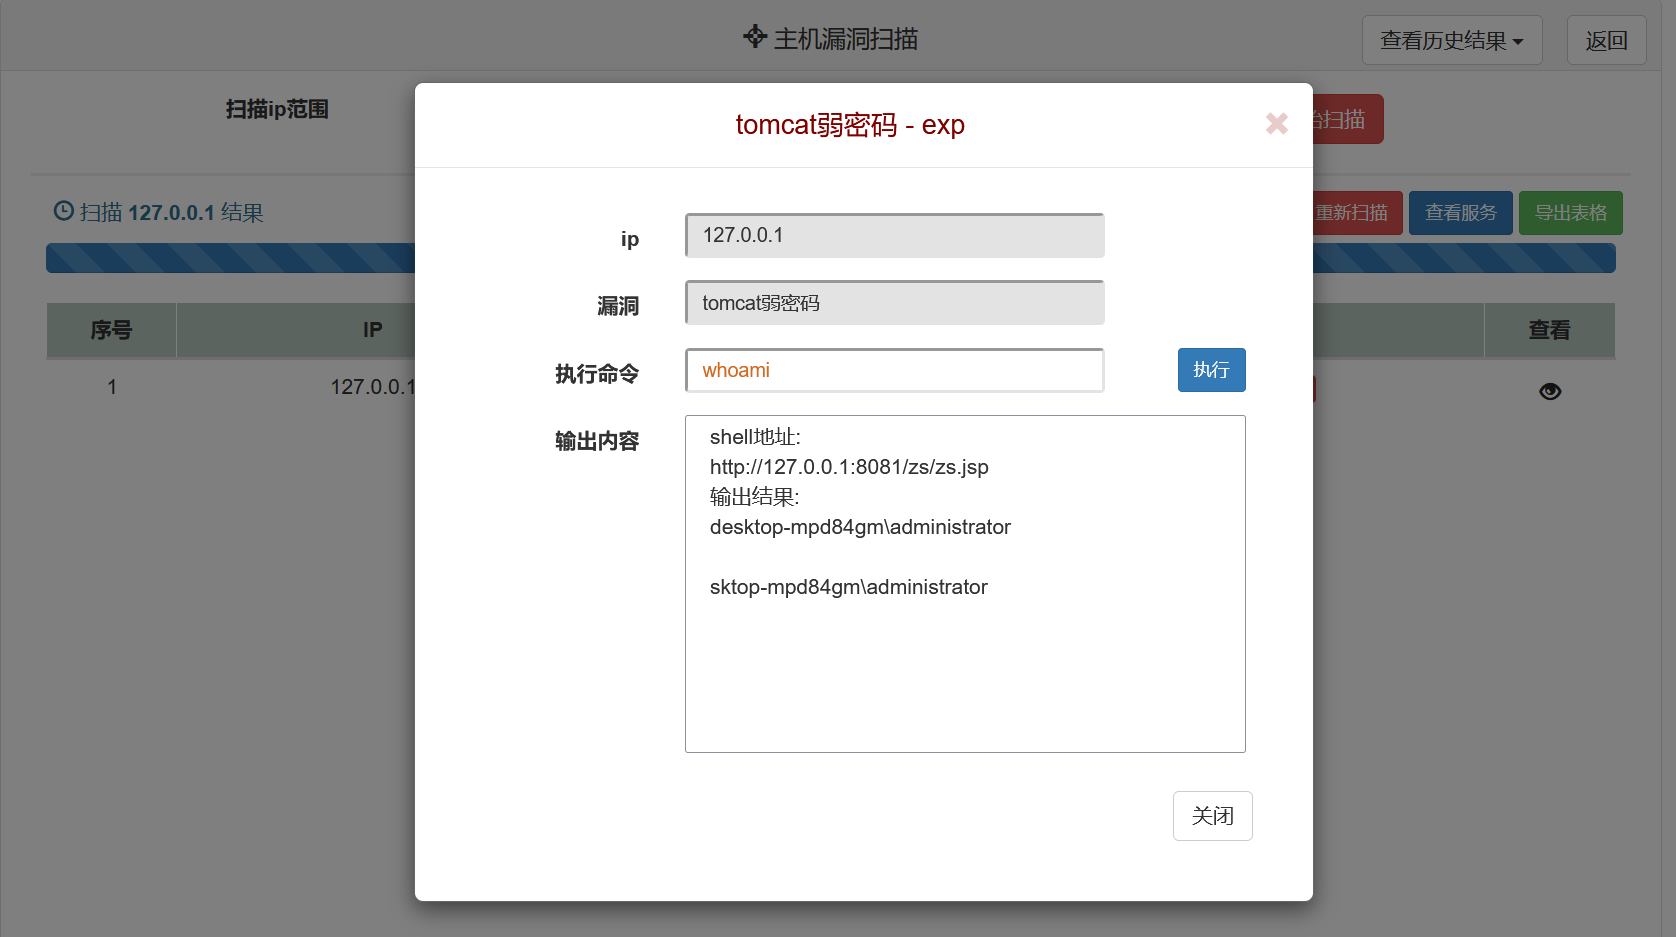 主机漏洞扫描
查看历史结果
返回
扫描ip范围
扫描
tomcat弱密码 - exp
扫描 127.0.0.1 结果
重新扫描
查看服务
导出表格
ip
127.0.0.1
漏洞
tomcat弱密码
序号
IP
查看
执行命令
whoami
执行
1
127.0.0.1
输出内容
shell地址:
http://127.0.0.1:8081/zs/zs.jsp
输出结果:
desktop-mpd84gm\administrator
sktop-mpd84gm\administrator
关闭